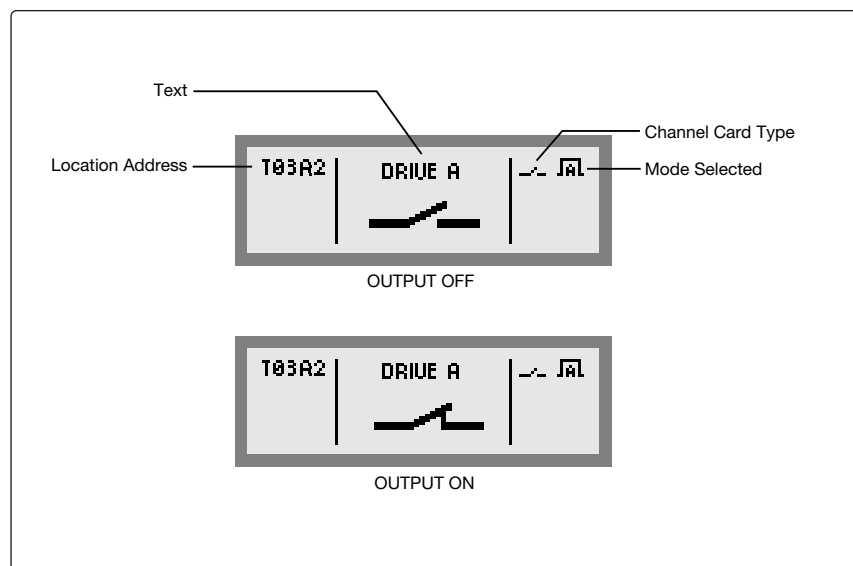 Text
Channel Card Type
Location Address
Mode Selected
T03A2 DRIVE A A
OUTPUT OFF
T03A2 DRIVE A A
OUTPUT ON